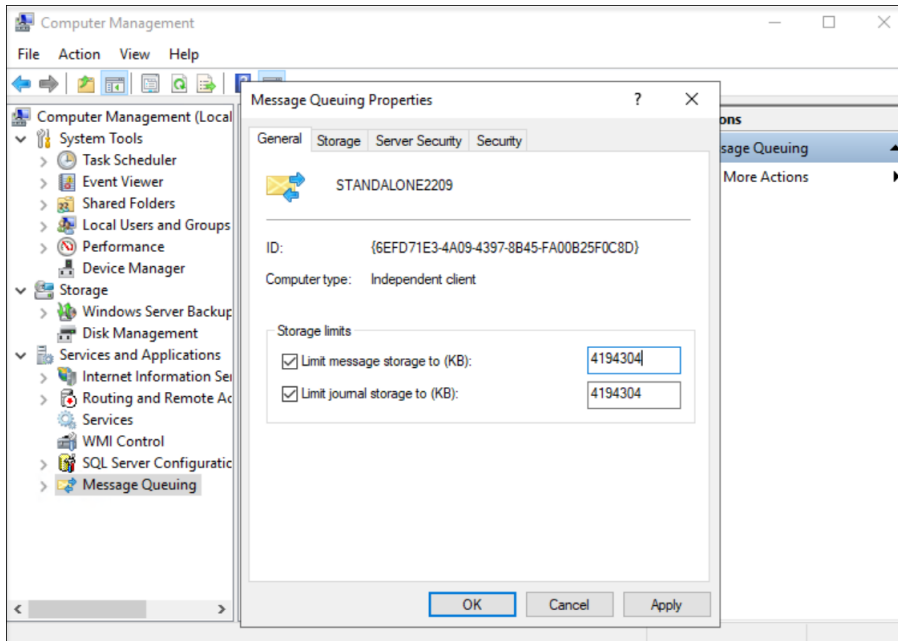 Computer Management
File Action View Help
Computer Management (Local
System Tools
Task Scheduler
Event Viewer
Shared Folders
Local Users and Groups
Performance
Device Manager
Storage
Windows Server Backup
Disk Management
Services and Applications
Internet Information Ser
Routing and Remote Ac
Services
WMI Control
SQL Server Configuratic
Message Queuing
Message Queuing Properties
?
General Storage Server Security Security
STANDALONE2209
ID: {6EFD71E3-4A09-4397-8B45-FA00B25F0C8D}
Computer type: Independent client
Storage limits
Limit message storage to (KB): 4194304
Limit journal storage to (KB): 4194304
OK Cancel Apply
ons
ssage Queuing
More Actions